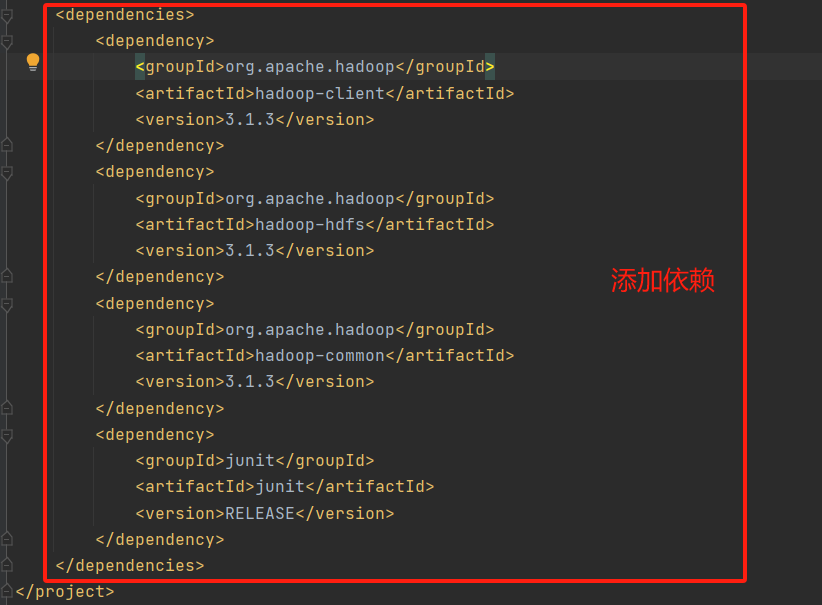 <dependencies>
<dependency>
<groupId>org.apache.hadoop</groupId>
<artifactId>hadoop-client</artifactId>
<version>3.1.3</version>
</dependency>
<dependency>
<groupId>org.apache.hadoop</groupId>
<artifactId>hadoop-hdfs</artifactId>
<version>3.1.3</version>
</dependency>
添加依赖
<dependency>
<groupId>org.apache.hadoop</groupId>
<artifactId>hadoop-common</artifactId>
<version>3.1.3</version>
</dependency>
<dependency>
<groupId>junit</groupId>
<artifactId>junit</artifactId>
<version>RELEASE</version>
</dependency>
</dependencies>
</project>